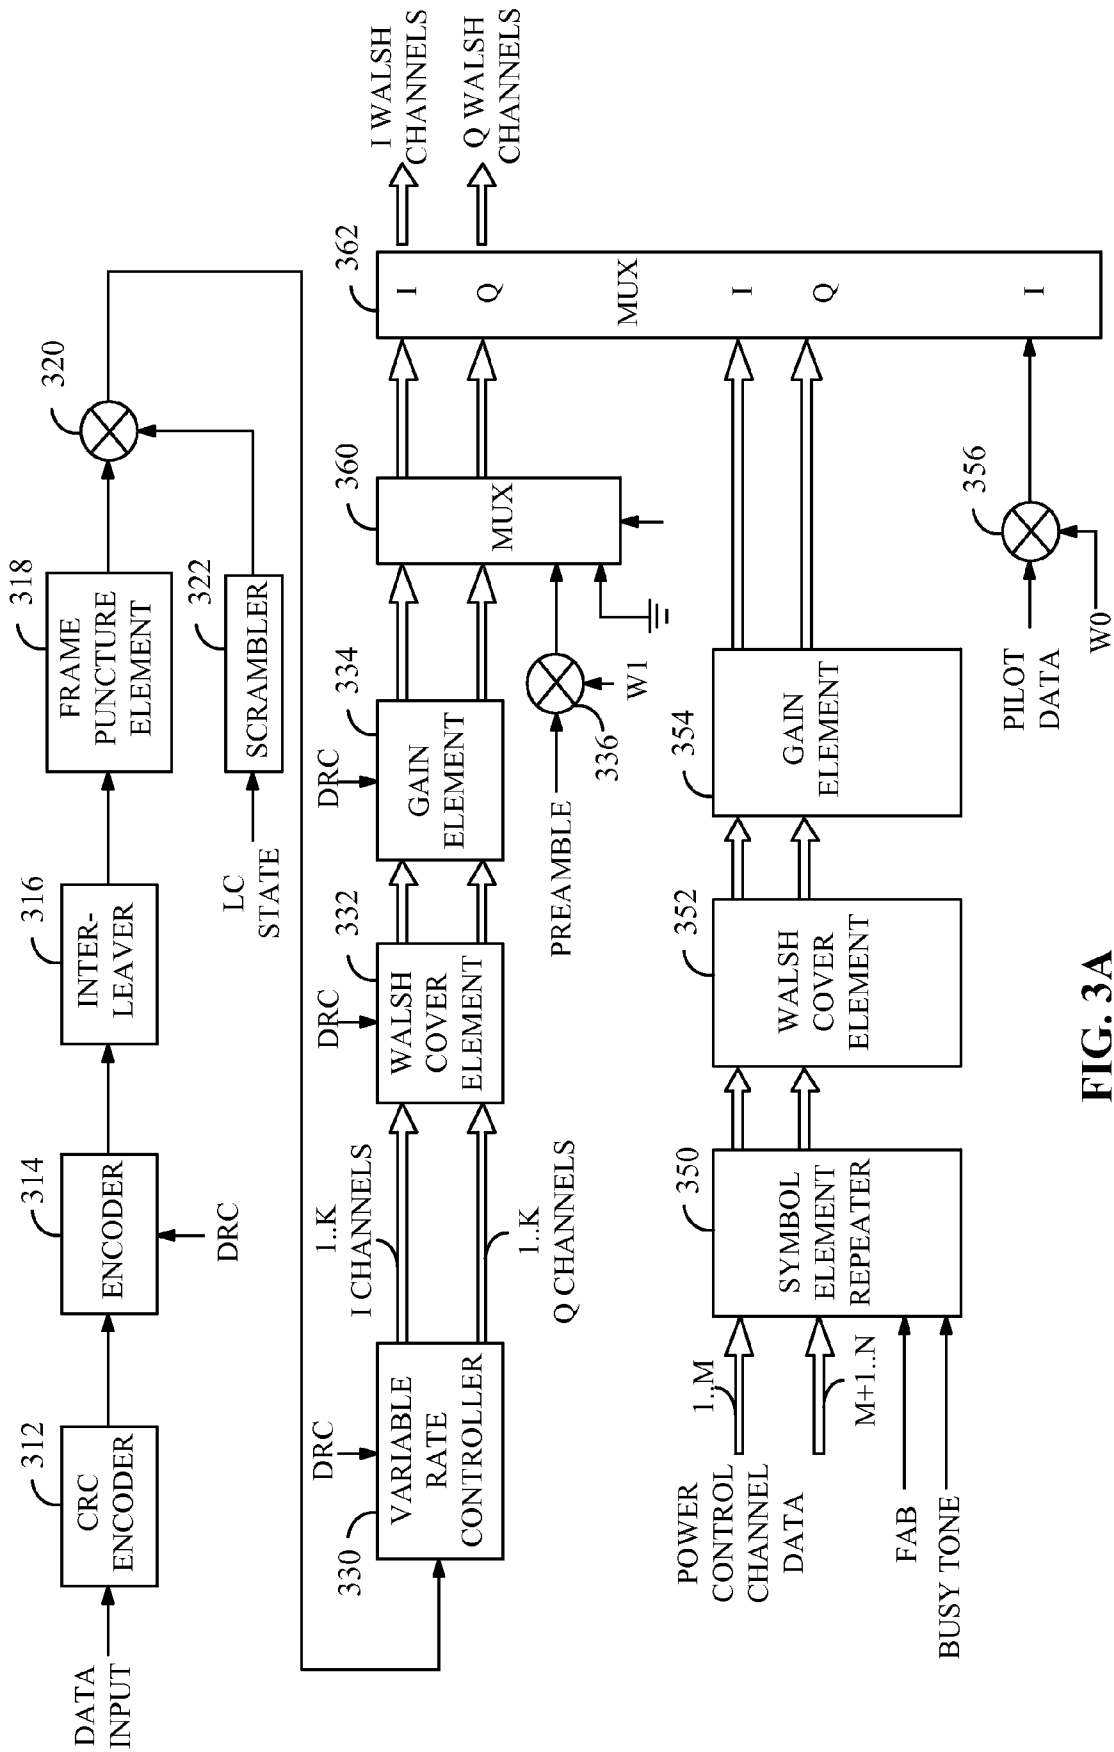 DATA
INPUT
312
CRC
ENCODER
314
ENCODER
DRC
316
INTER-
LEAVER
318
FRAME
PUNCTURE
ELEMENT
320
322
SCRAMBLER
LC
STATE
330
DRC
VARIABLE
RATE
CONTROLLER
1..K
I CHANNELS
1..K
Q CHANNELS
332
DRC
WALSH
COVER
ELEMENT
334
DRC
GAIN
ELEMENT
PREAMBLE
336
W1
360
MUX
362
I
Q
MUX
I
Q
I
I WALSH
CHANNELS
Q WALSH
CHANNELS
POWER
CONTROL
CHANNEL
DATA
1..M
M+1..N
FAB
BUSY TONE
350
SYMBOL
ELEMENT
REPEATER
352
WALSH
COVER
ELEMENT
354
GAIN
ELEMENT
PILOT
DATA
356
W0
FIG. 3A